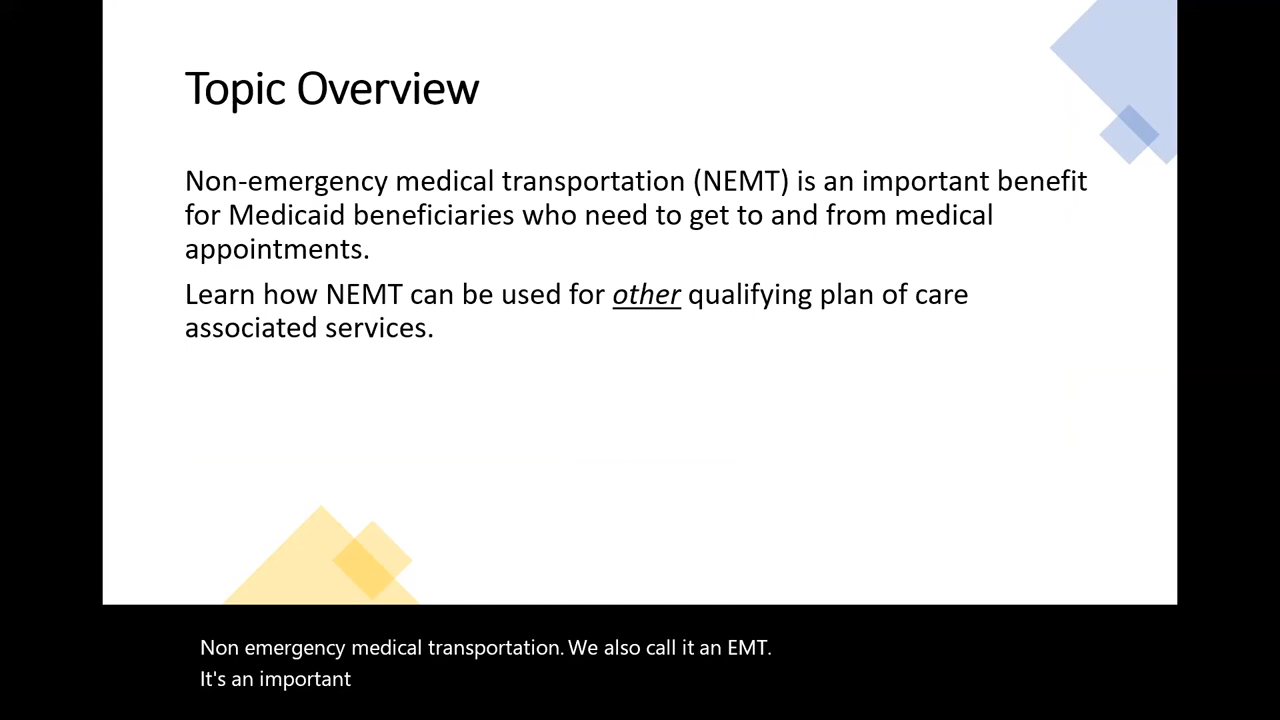 Topic Overview
Non-emergency medical transportation (NEMT) is an important benefit
for Medicaid beneficiaries who need to get to and from medical
appointments.
Learn how NEMT can be used for other qualifying plan of care
associated services.
Non emergency medical transportation. We also call it an EMT.
It's an important